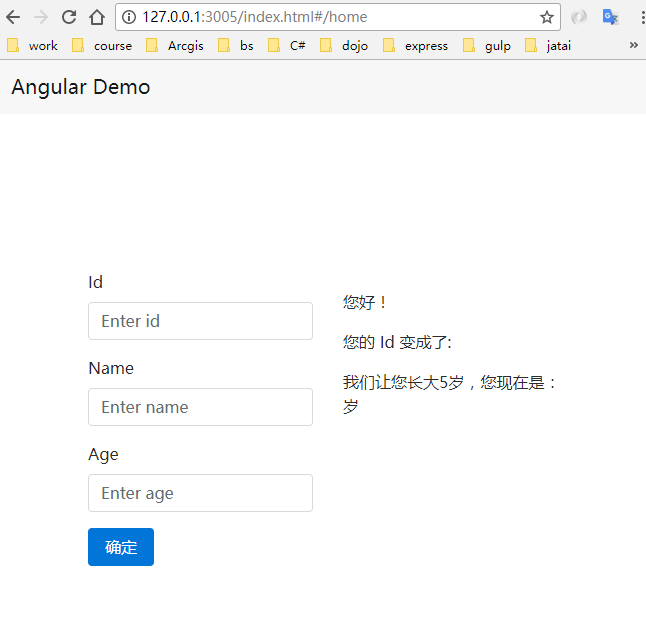 127.0.0.1:3005/index.html#/home
work course Arcgis bs C# dojo express gulp jatai »
Angular Demo
Id
Enter id
Name
Enter name
Age
Enter age
确定
您好！
您的 Id 变成了:
我们让您长大5岁，您现在是：
岁